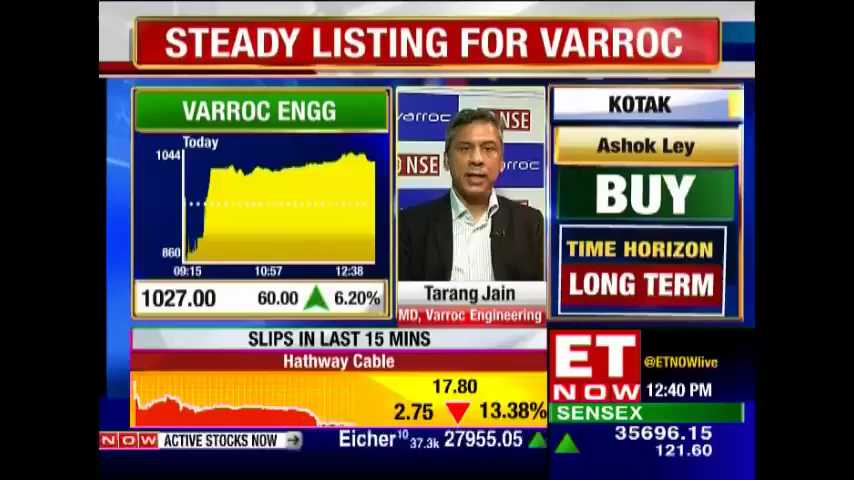 STEADY LISTING FOR VARROC
VARROC ENGG
Today
1044
860
09:15 10:57 12:38
1027.00 60.00 6.20%
varroc NSE
NSE varroc
Tarang Jain
MD, Varroc Engineering
KOTAK
Ashok Ley
BUY
TIME HORIZON
LONG TERM
SLIPS IN LAST 15 MINS
Hathway Cable
17.80
2.75 13.38%
ET
NOW
@ETNOWlive
12:40 PM
SENSEX
35696.15
121.60
NOW ACTIVE STOCKS NOW
Eicher 10 37.3k 27955.05